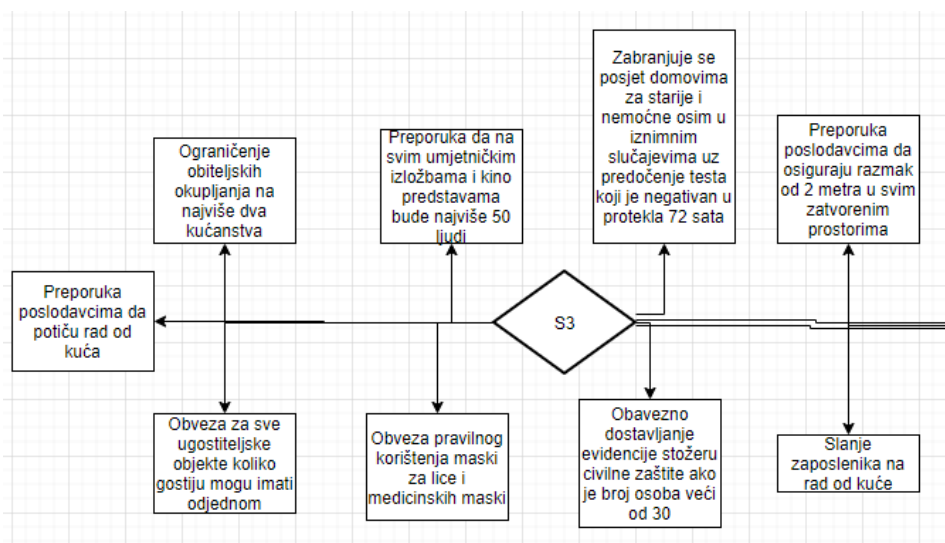 Zabranjuje se
posjet domovima
za starije i
nemoćne osim u
iznimnim
slučajevima uz
predočenje testa
koji je negativan u
protekla 72 sata
Ograničenje
obiteljskih
okupljanja na
najviše dva
kućanstva
Preporuka da na
svim umjetničkim
izložbama i kino
predstavama
bude najviše 50
ljudi
Preporuka
poslodavcima da
osiguraju razmak
od 2 metra u svim
zatvorenim
prostorima
Preporuka
poslodavcima da
potiču rad od
kuća
S3
Obveza za sve
ugostiteljske
objekte koliko
gostiju mogu imati
odjednom
Obveza pravilnog
korištenja maski
za lice i
medicinskih maski
Obavezno
dostavljanje
evidencije stožeru
civilne zaštite ako
je broj osoba veći
od 30
Slanje
zaposlenika na
rad od kuće